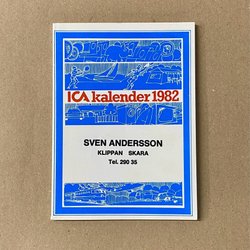 ICA kalender 1982
SVEN ANDERSSON
KLIPPAN SKARA
Tel. 290 35